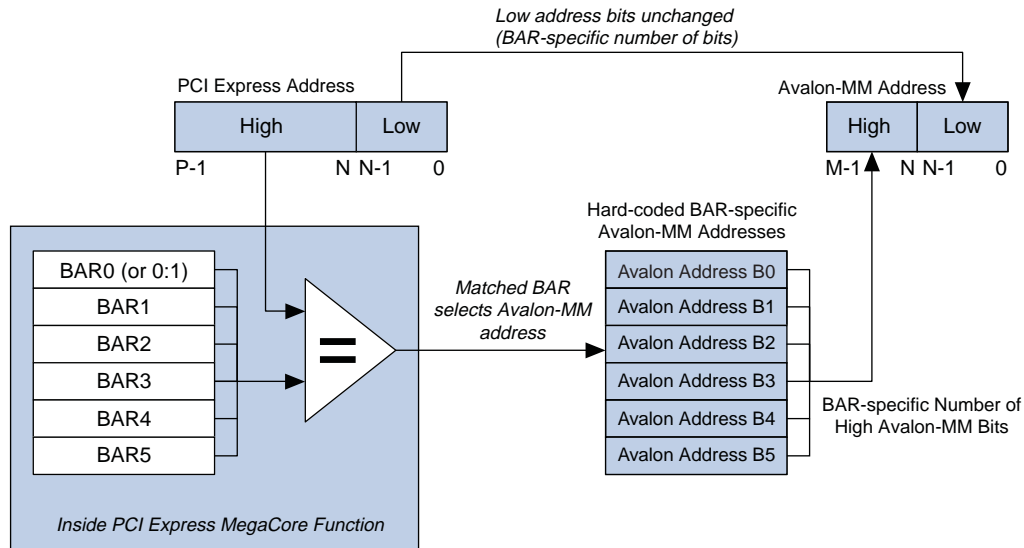 Low address bits unchanged
(BAR-specific number of bits)
PCI Express Address
Avalon-MM Address
High Low
High Low
P-1 N N-1 0
M-1 N N-1 0
Hard-coded BAR-specific
Avalon-MM Addresses
BAR0 (or 0:1)
BAR1
BAR2
BAR3
BAR4
BAR5
=
Matched BAR
selects Avalon-MM
address
Avalon Address B0
Avalon Address B1
Avalon Address B2
Avalon Address B3
Avalon Address B4
Avalon Address B5
BAR-specific Number of
High Avalon-MM Bits
Inside PCI Express MegaCore Function